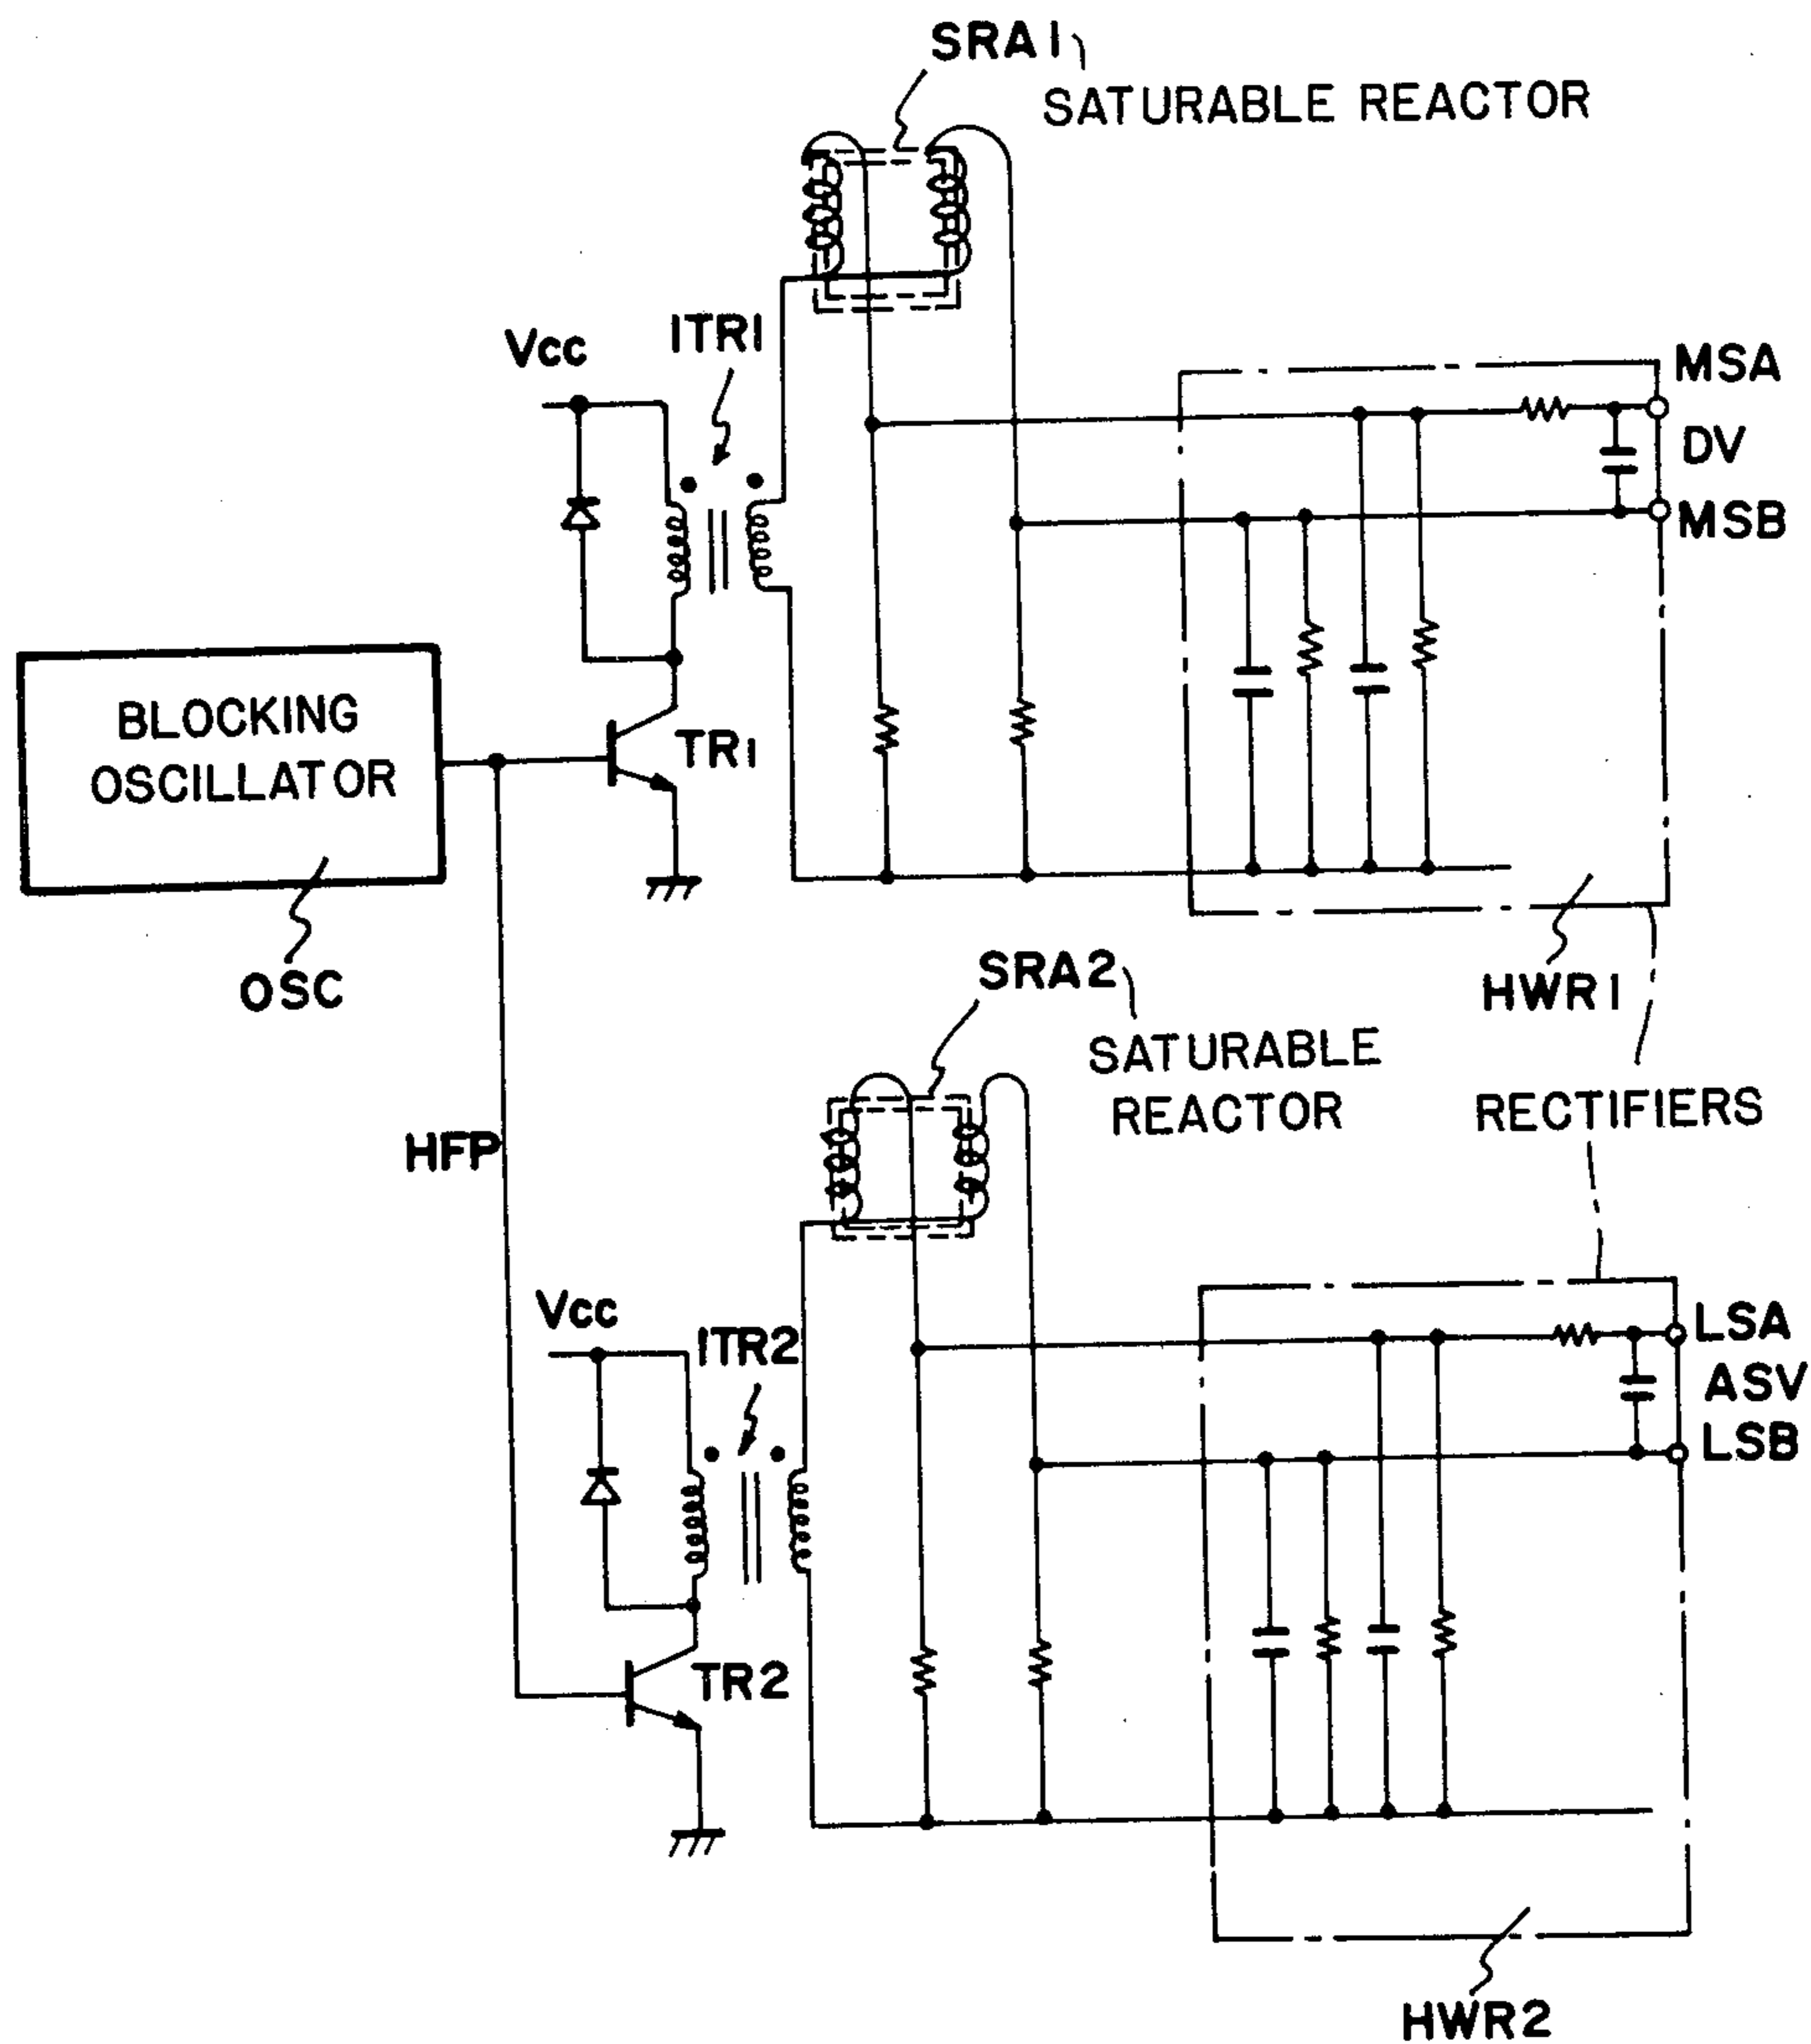 SRA1
SATURABLE REACTOR
Vcc
ITR1
MSA
DV
MSB
BLOCKING
OSCILLATOR
TR1
OSC
HWR1
SRA2
SATURABLE
REACTOR
RECTIFIERS
HFP
Vcc
ITR2
LSA
ASV
LSB
TR2
HWR2